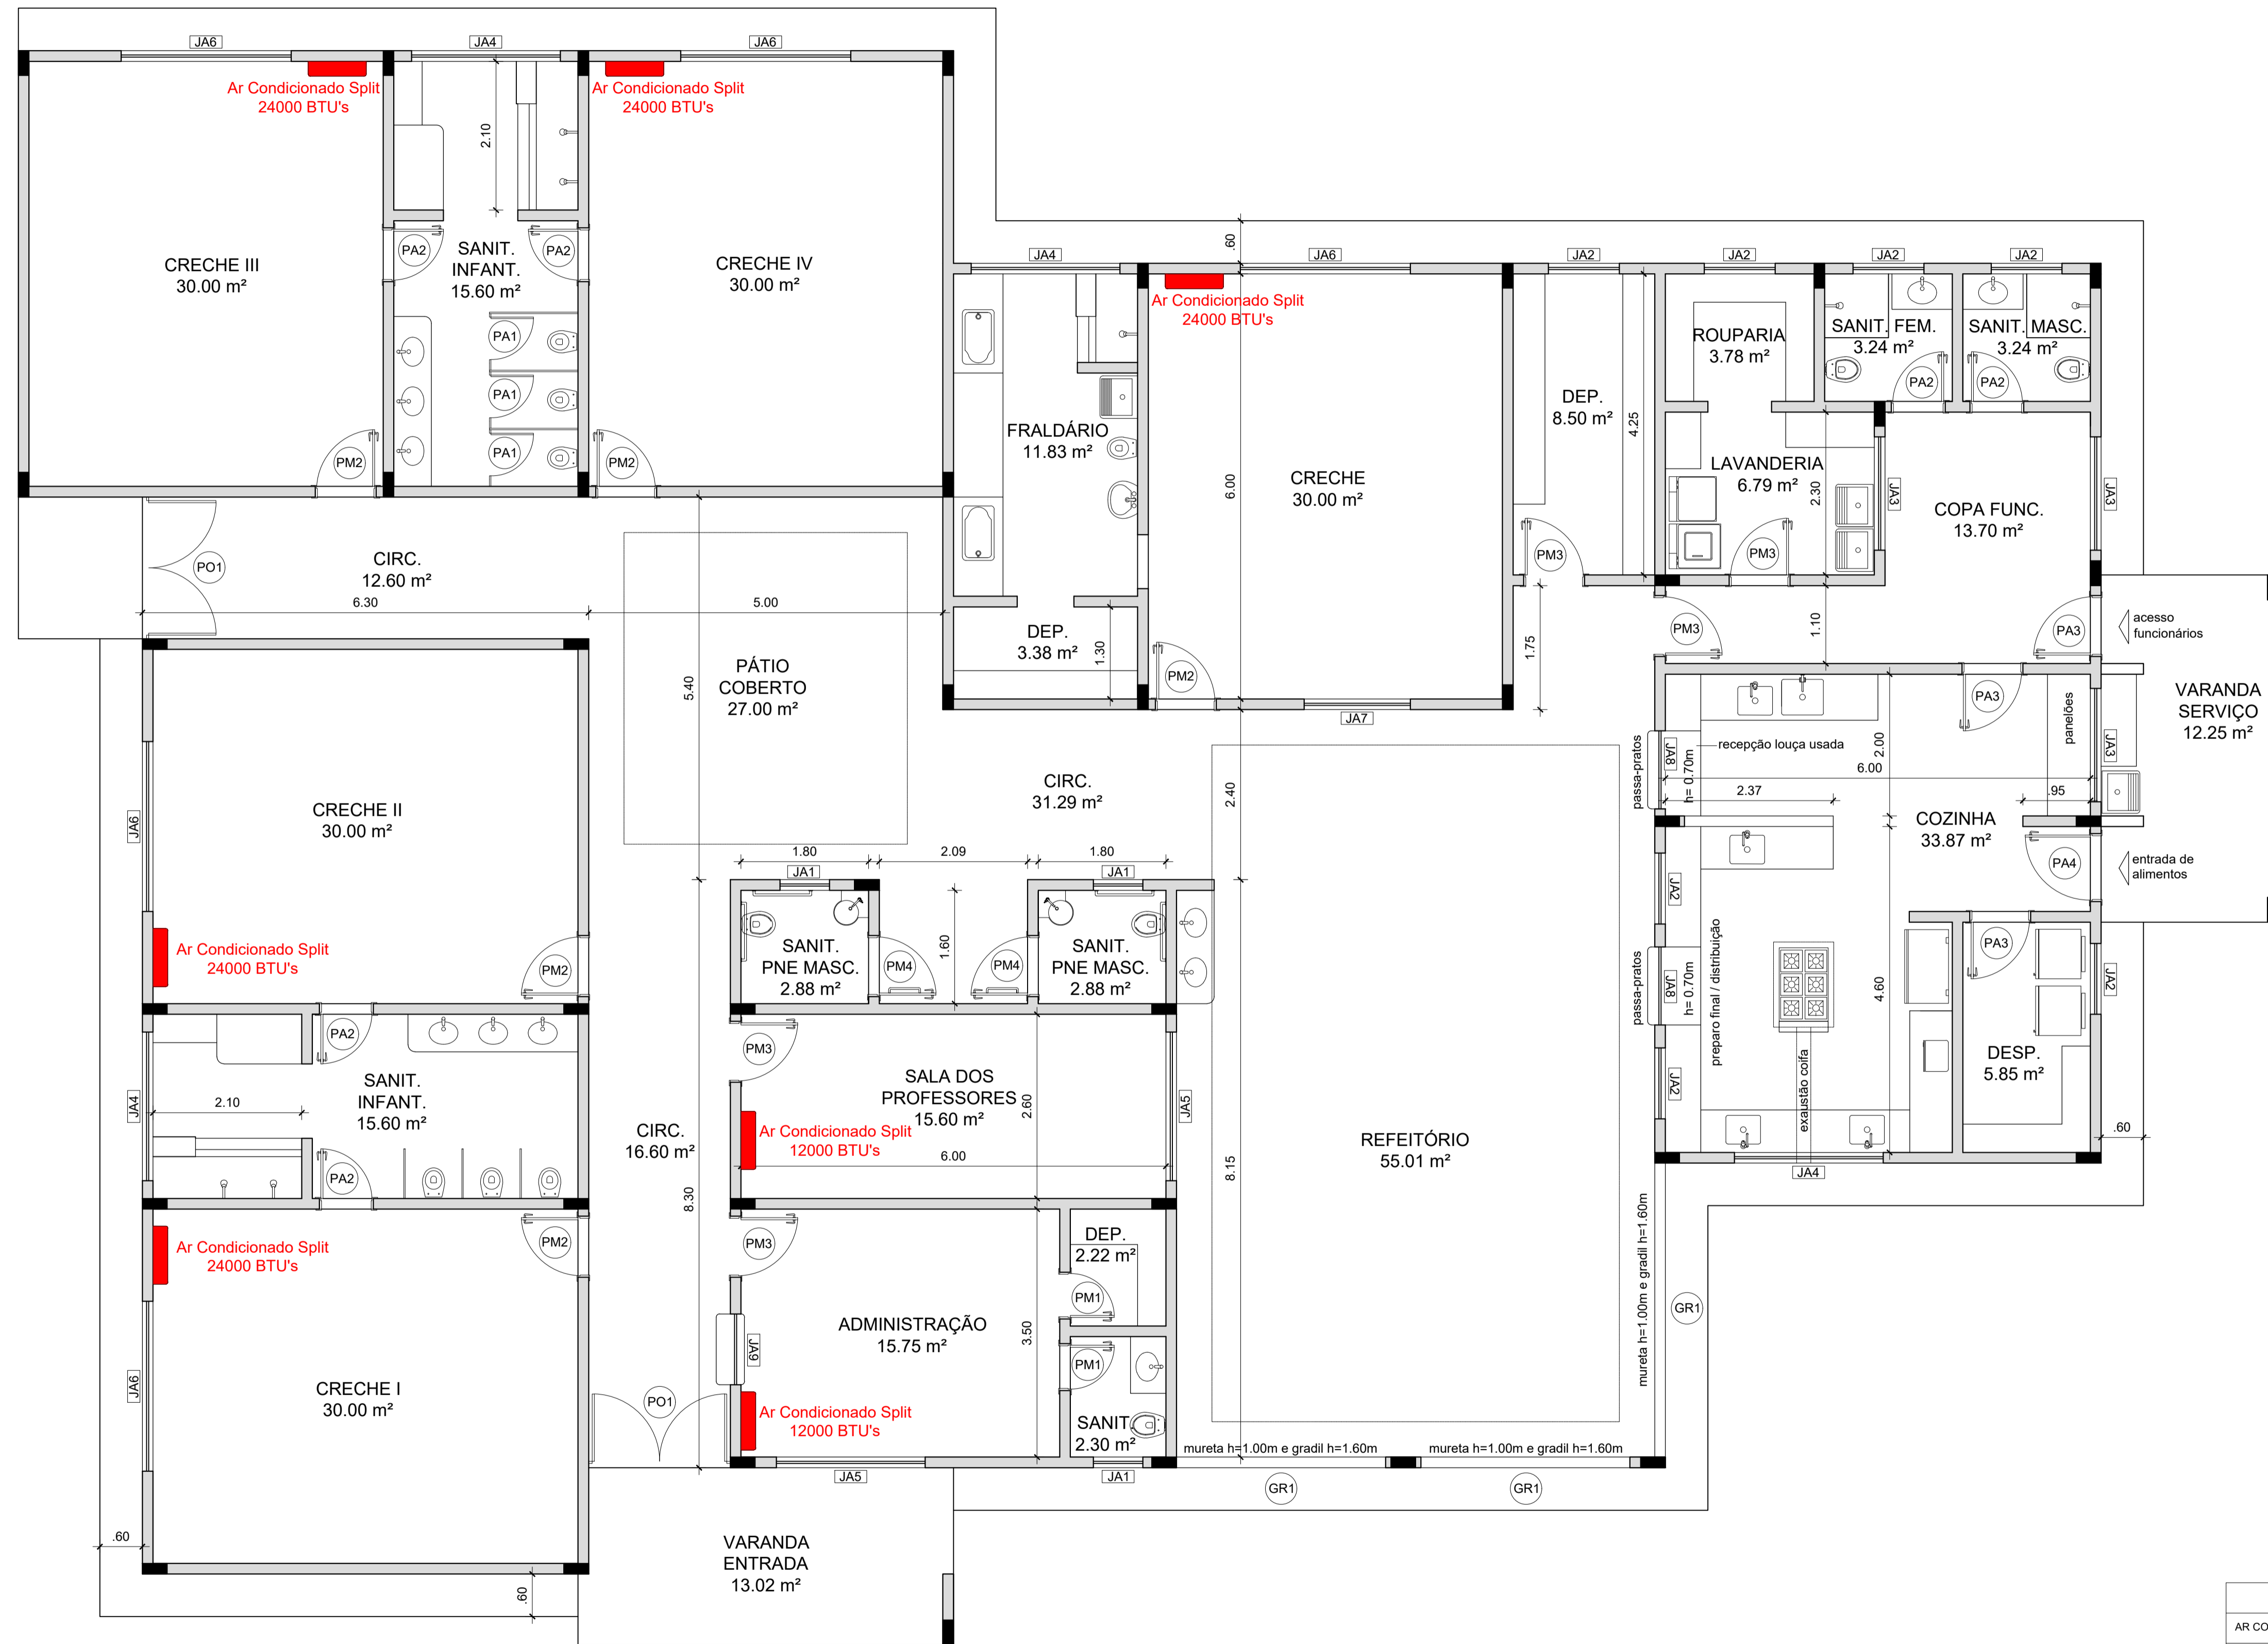 JA6
JA4
JA6
Ar Condicionado Split
24000 BTU's
Ar Condicionado Split
24000 BTU's
2.10
CRECHE III
30.00 m²
PA2
SANIT.
INFANT.
15.60 m²
PA2
CRECHE IV
30.00 m²
PA1
PA1
PA1
PM2
PM2
.60
JA4
JA6
JA2
JA2
JA2
JA2
Ar Condicionado Split
24000 BTU's
ROUPARIA
3.78 m²
SANIT. FEM.
3.24 m²
SANIT. MASC.
3.24 m²
PA2
PA2
DEP.
8.50 m²
4.25
FRALDÁRIO
11.83 m²
CRECHE
30.00 m²
6.00
LAVANDERIA
6.79 m²
2.30
JA3
JA3
COPA FUNC.
13.70 m²
PM3
PM3
PO1
CIRC.
12.60 m²
6.30
5.00
DEP.
3.38 m²
1.30
PM2
1.75
PM3
1.10
PA3
acesso
funcionários
PÁTIO
COBERTO
27.00 m²
5.40
JA7
PA3
panelões
VARANDA
SERVIÇO
12.25 m²
passa-pratos
JA8
h= 0.70m
recepção louça usada
2.00
6.00
JA3
2.37
.95
CRECHE II
30.00 m²
JA6
CIRC.
31.29 m²
2.40
COZINHA
33.87 m²
1.80
2.09
1.80
JA1
JA1
PA4
entrada de
alimentos
JA2
Ar Condicionado Split
24000 BTU's
PM2
SANIT.
PNE MASC.
2.88 m²
PM4
1.60
PM4
SANIT.
PNE MASC.
2.88 m²
passa-pratos
JA8
h= 0.70m
preparo final / distribuição
4.60
PA3
JA2
PA2
PM3
SALA DOS
PROFESSORES
15.60 m²
2.60
JA5
JA2
exaustão coifa
DESP.
5.85 m²
JA4
2.10
SANIT.
INFANT.
15.60 m²
CIRC.
16.60 m²
Ar Condicionado Split
12000 BTU's
6.00
REFEITÓRIO
55.01 m²
8.15
.60
PA2
JA4
8.30
Ar Condicionado Split
24000 BTU's
PM2
PM3
DEP.
2.22 m²
mureta h=1.00m e gradil h=1.60m
PM1
GR1
ADMINISTRAÇÃO
15.75 m²
3.50
JA9
PM1
JA6
CRECHE I
30.00 m²
PO1
Ar Condicionado Split
12000 BTU's
SANIT.
2.30 m²
mureta h=1.00m e gradil h=1.60m
mureta h=1.00m e gradil h=1.60m
JA5
JA1
GR1
GR1
.60
VARANDA
ENTRADA
13.02 m²
.60
AR CO